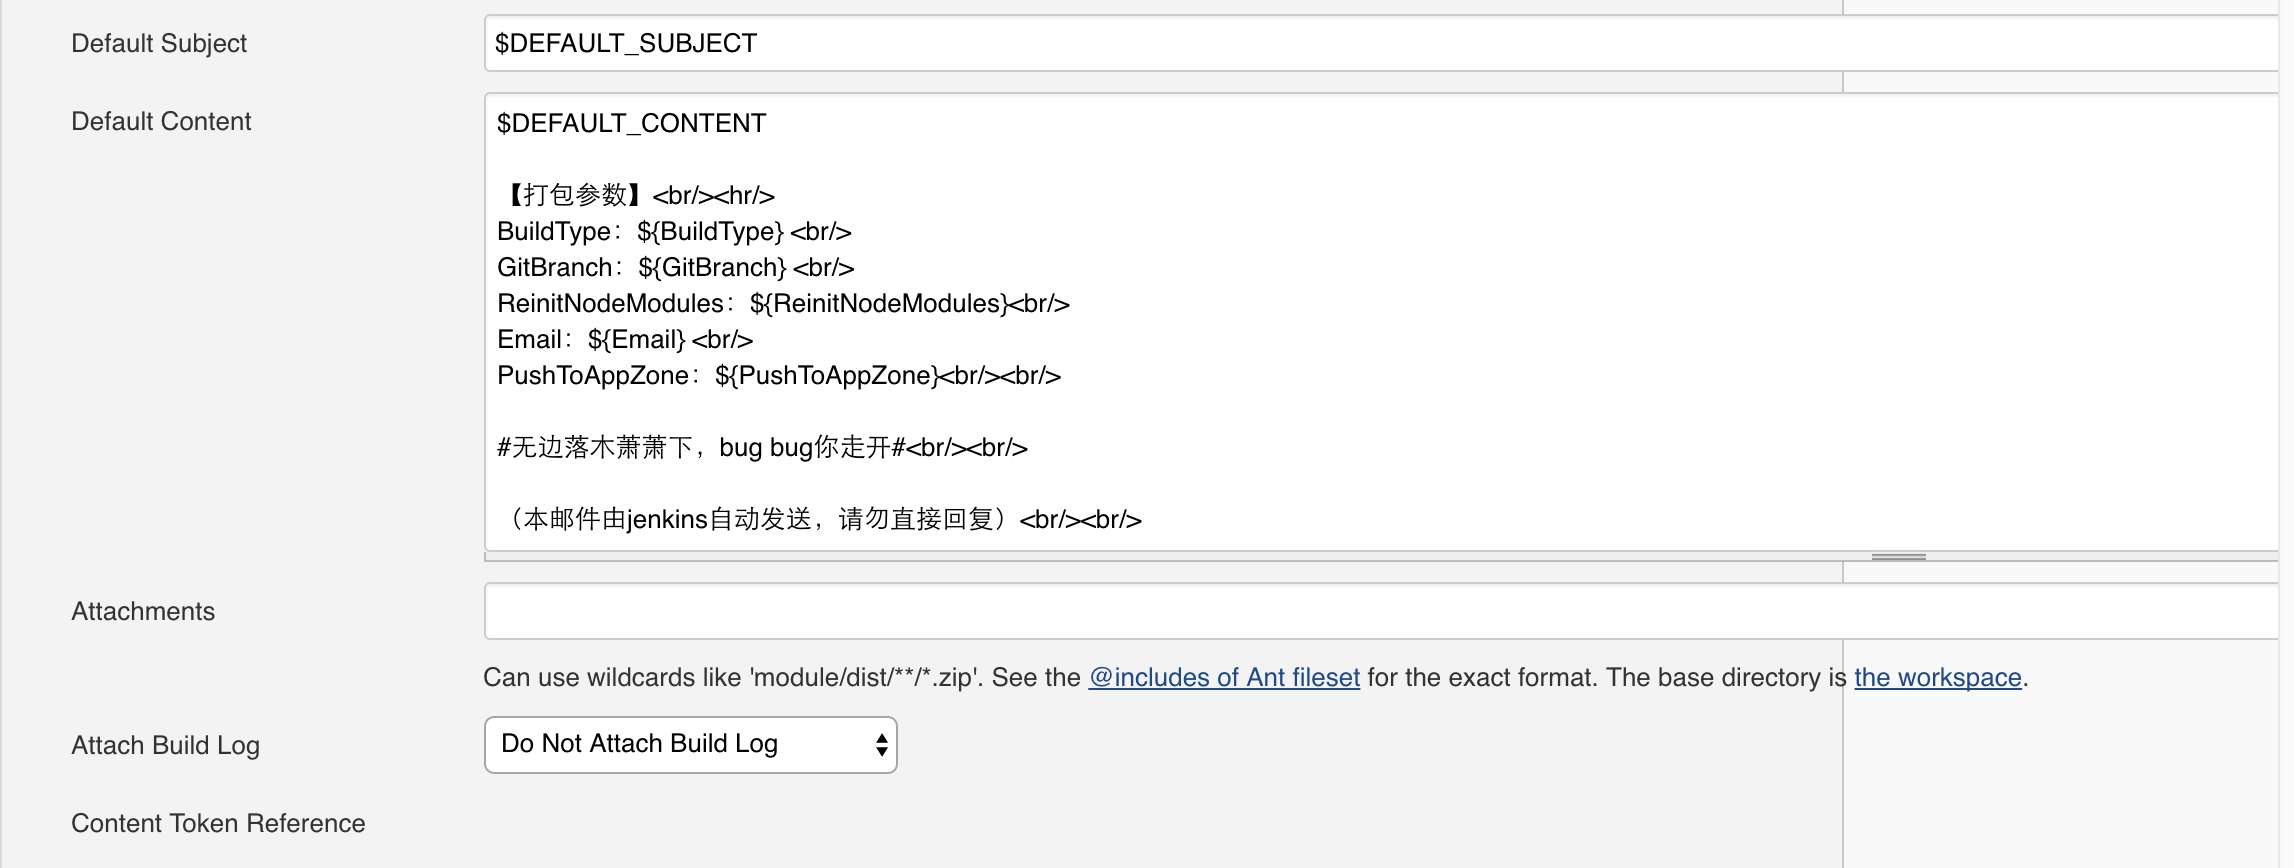 Default Subject
$DEFAULT_SUBJECT
Default Content
$DEFAULT_CONTENT
【打包参数】<br/><hr/>
BuildType：${BuildType} <br/>
GitBranch：${GitBranch} <br/>
ReinitNodeModules：${ReinitNodeModules}<br/>
Email：${Email} <br/>
PushToAppZone：${PushToAppZone}<br/><br/>
#无边落木萧萧下，bug bug你走开#<br/><br/>
（本邮件由jenkins自动发送，请勿直接回复）<br/><br/>
Attachments
Can use wildcards like 'module/dist/**/*.zip'. See the @includes of Ant fileset for the exact format. The base directory is the workspace.
Attach Build Log
Do Not Attach Build Log
Content Token Reference